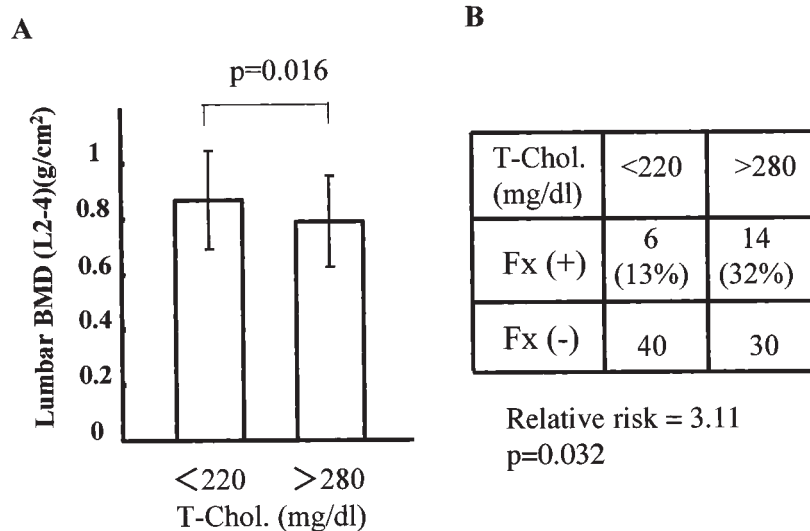 A
p=0.016
Lumbar BMD (L2-4)(g/cm²)
1
0.8
0.6
0.4
0.2
0
<220 >280
T-Chol. (mg/dl)
B
T-Chol. <220 >280
(mg/dl)
Fx (+) 6 14
(13%) (32%)
Fx (-) 40 30
Relative risk = 3.11
p=0.032